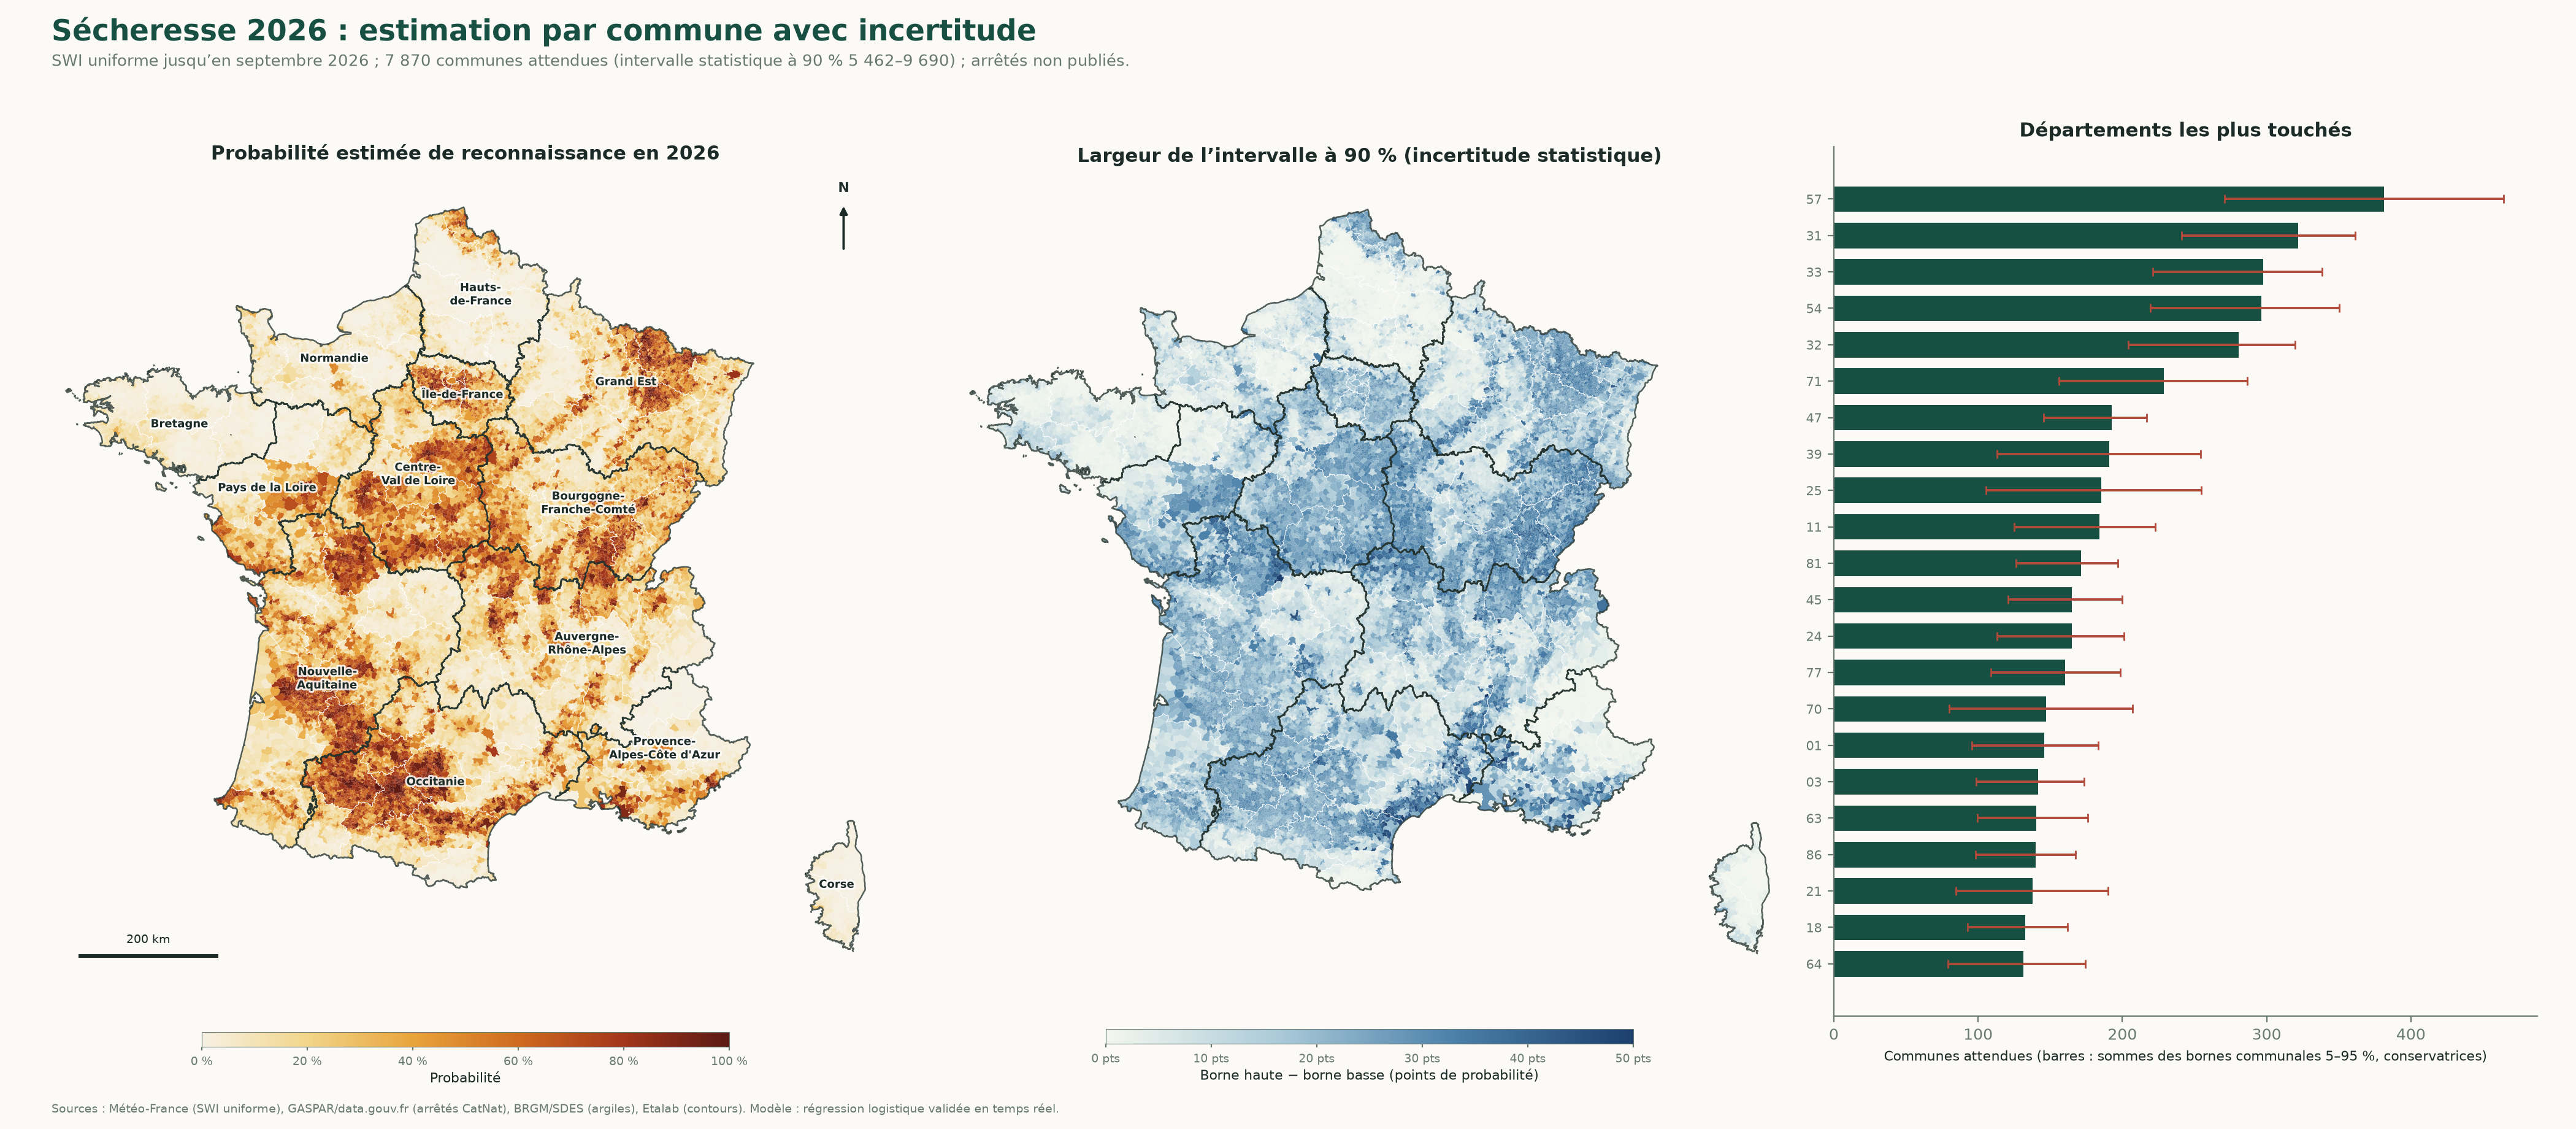 Sécheresse 2026 : estimation par commune avec incertitude
SWI uniforme jusqu’en septembre 2026 ; 7 870 communes attendues (intervalle statistique à 90 % 5 462–9 690) ; arrêtés non publiés.
Probabilité estimée de reconnaissance en 2026
N
Hauts-
de-France
Normandie
Île-de-France
Grand Est
Bretagne
Centre-
Val de Loire
Pays de la Loire
Bourgogne-
Franche-Comté
Auvergne-
Rhône-Alpes
Nouvelle-
Aquitaine
Provence-
Alpes-Côte d'Azur
Occitanie
Corse
200 km
0 %
20 %
40 %
60 %
80 %
100 %
Probabilité
Largeur de l’intervalle à 90 % (incertitude statistique)
0 pts
10 pts
20 pts
30 pts
40 pts
50 pts
Borne haute − borne basse (points de probabilité)
Départements les plus touchés
57
31
33
54
32
71
47
39
25
11
81
45
24
77
70
01
03
63
86
21
18
64
0
100
200
300
400
Communes attendues (barres : sommes des bornes communales 5–95 %, conservatrices)
Sources : Météo-France (SWI uniforme), GASPAR/data.gouv.fr (arrêtés CatNat), BRGM/SDES (argiles), Etalab (contours). Modèle : régression logistique validée en temps réel.